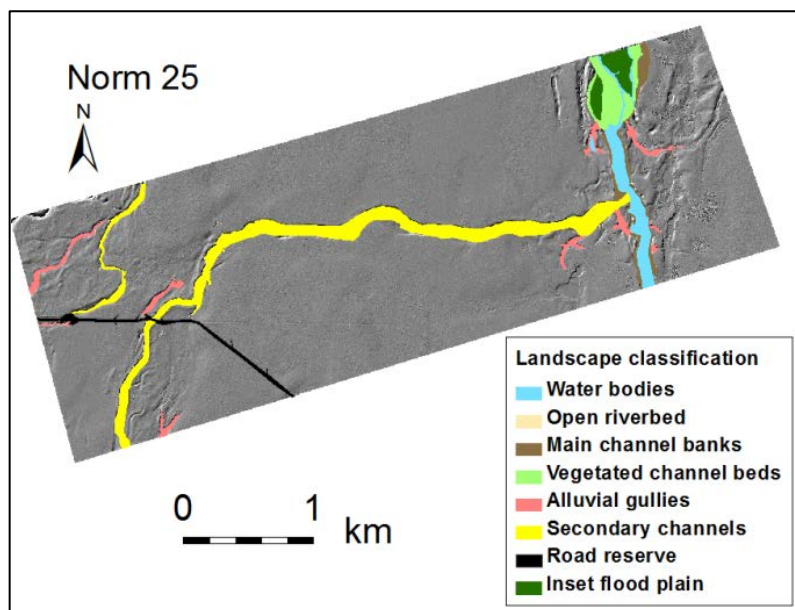 Norm 25
N
0 1
km
Landscape classification
Water bodies
Open riverbed
Main channel banks
Vegetated channel beds
Alluvial gullies
Secondary channels
Road reserve
Inset flood plain